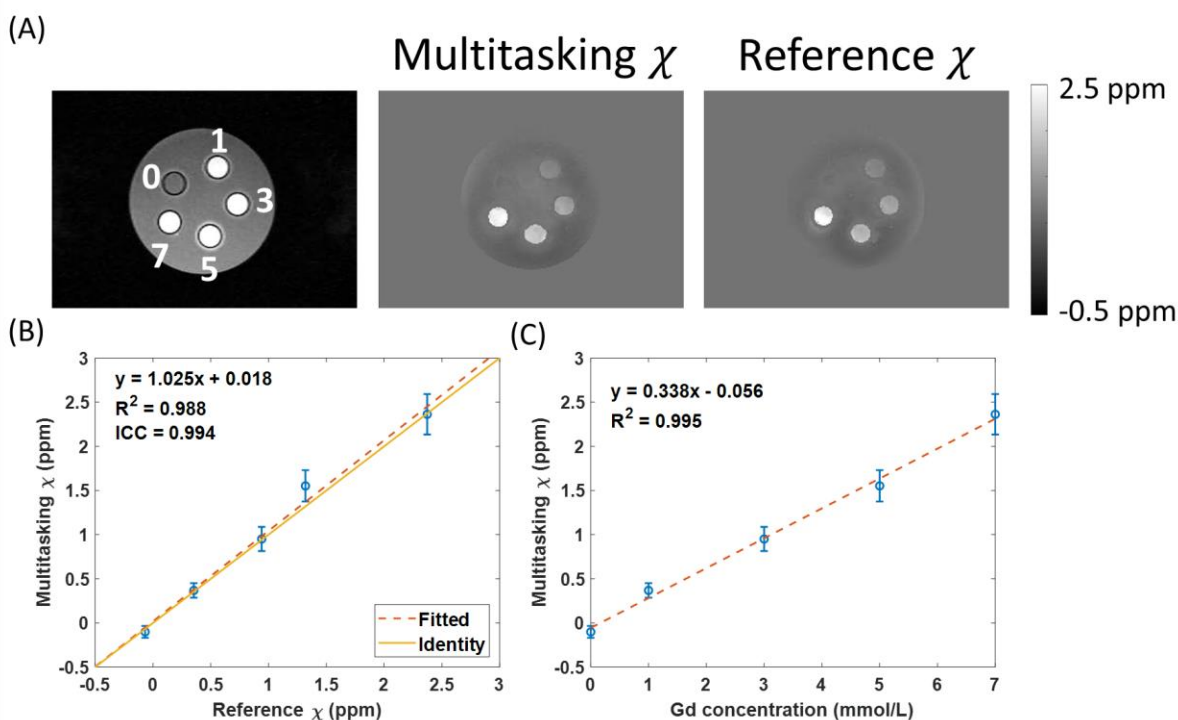 (A)
Multitasking χ
Reference χ
0
1
3
5
7
2.5 ppm
-0.5 ppm
(B)
y = 1.025x + 0.018
R² = 0.988
ICC = 0.994
Fitted
Identity
3
2.5
2
1.5
1
0.5
0
-0.5
Multitasking χ (ppm)
-0.5 0 0.5 1 1.5 2 2.5 3
Reference χ (ppm)
(C)
y = 0.338x - 0.056
R² = 0.995
3
2.5
2
1.5
1
0.5
0
-0.5
Multitasking χ (ppm)
0 1 2 3 4 5 6 7
Gd concentration (mmol/L)